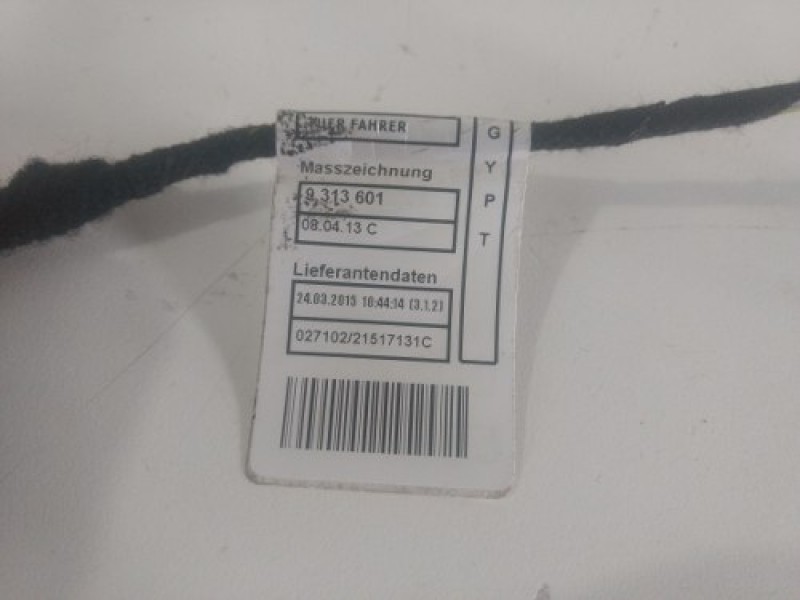 FAHRER
Masszeichnung
9 313 601
08.04.13 C
Lieferantendaten
24.03.2015 10:44:14 (3.1.2)
027102/21517131C
G
Y
P
T